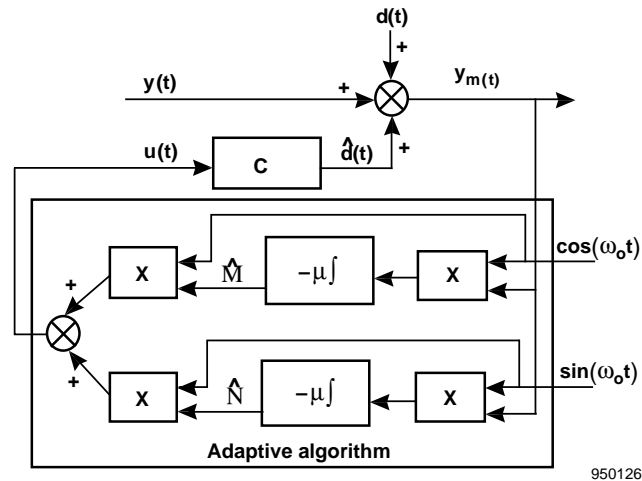 d(t)
+
y(t)
+
y_m(t)
u(t)
C
d̂(t)
+
cos(ω_o t)
X
M̂
−μ∫
X
+
+
sin(ω_o t)
X
N̂
−μ∫
X
Adaptive algorithm
950126